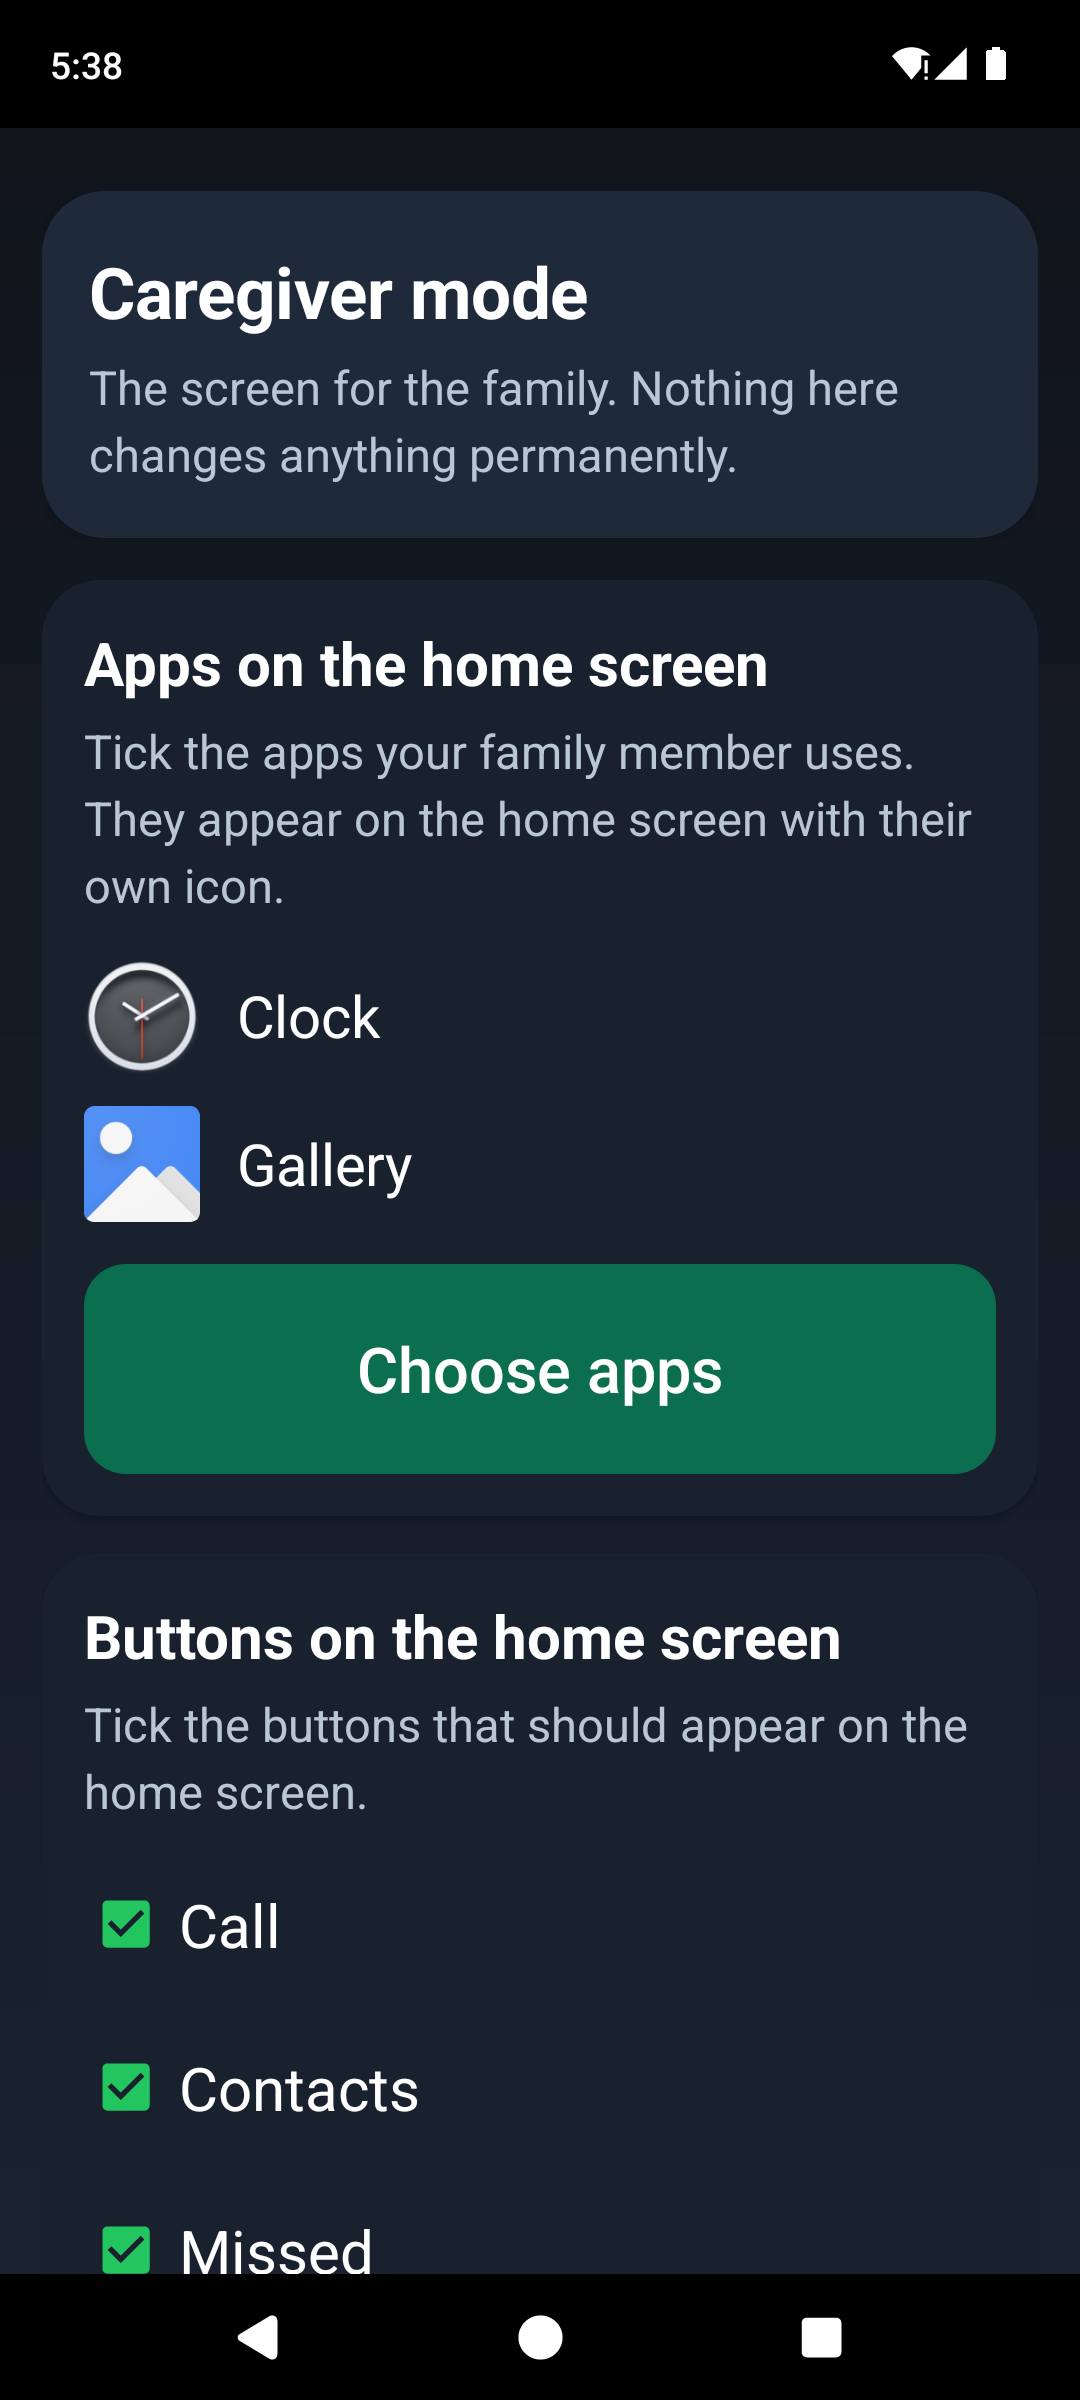 5:38
Caregiver mode
The screen for the family. Nothing here
changes anything permanently.
Apps on the home screen
Tick the apps your family member uses.
They appear on the home screen with their
own icon.
Clock
Gallery
Choose apps
Buttons on the home screen
Tick the buttons that should appear on the
home screen.
Call
Contacts
Missed